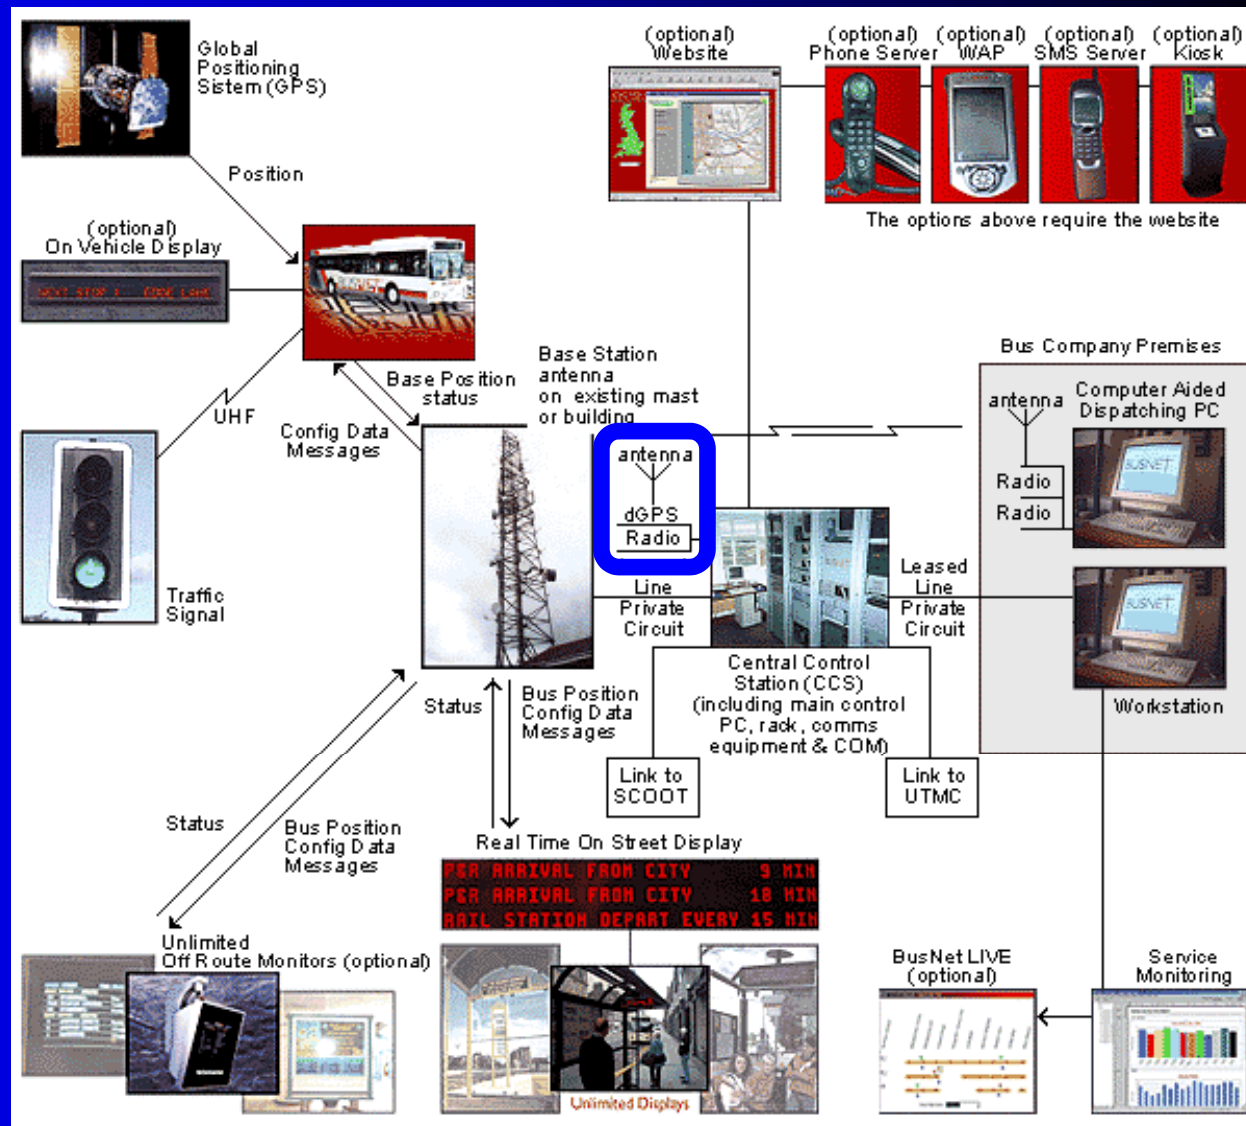 Global
Positioning
Sistem (GPS)
Position
(optional)
Website
(optional)
Phone Server
(optional)
WAP
(optional)
SMS Server
(optional)
Kiosk
The options above require the website
(optional)
On Vehicle Display
NEXT STOP
UHF
Traffic
Signal
Base Position
status
Config Data
Messages
Base Station
antenna
on existing mast
or building
antenna
dGPS
Radio
Line
Private
Circuit
Leased
Line
Private
Circuit
Bus Company Premises
antenna
Computer Aided
Dispatching PC
Radio
Radio
BUSNET
BUSNET
Workstation
Central Control
Station (CCS)
(including main control
PC, rack, comms
equipment & COM)
Link to
SCOOT
Link to
UTMC
Status
Bus Position
Config Data
Messages
Status
Bus Position
Config Data
Messages
Real Time On Street Display
P&R ARRIVAL FROM CITY 9 MIN
P&R ARRIVAL FROM CITY 18 MIN
RAIL STATION DEPART EVERY 15 MIN
Unlimited
Off Route Monitors (optional)
Unlimited Displays
BusNet LIVE
(optional)
Service
Monitoring